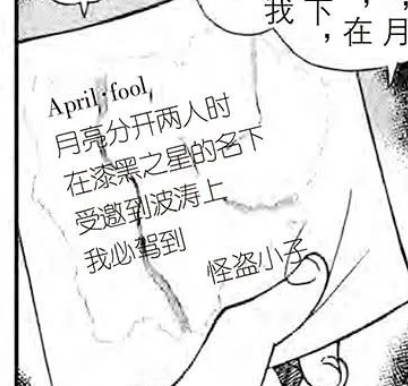 月
，在
下，
我
April fool
月亮分开两人时
在漆黑之星的名下
受邀到波涛上
我必驾到
怪盗小子